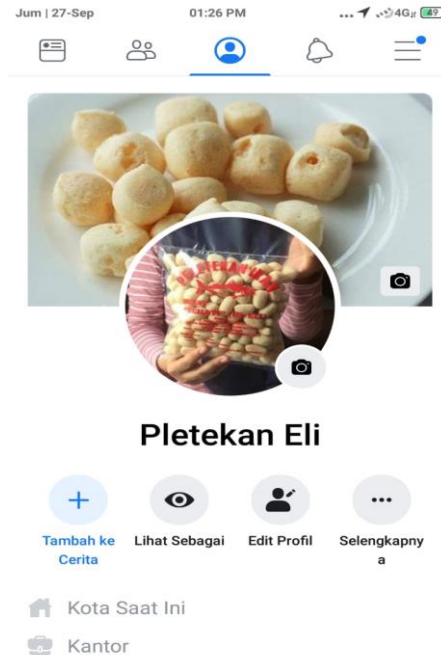 Jum | 27-Sep 01:26 PM ... 4G 49
Pletekan Eli
Tambah ke
Cerita
Lihat Sebagai
Edit Profil
Selengkapny
a
Kota Saat Ini
Kantor